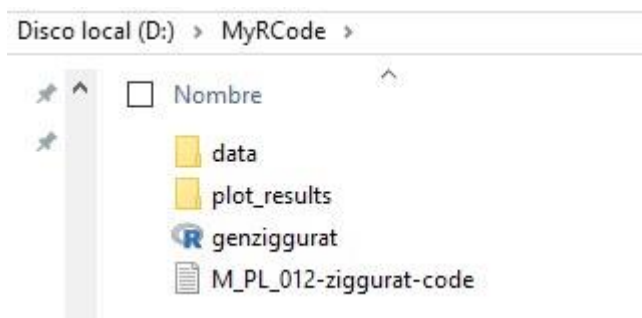 Disco local (D:) > MyRCode >
Nombre
data
plot_results
genziggurat
M_PL_012-ziggurat-code